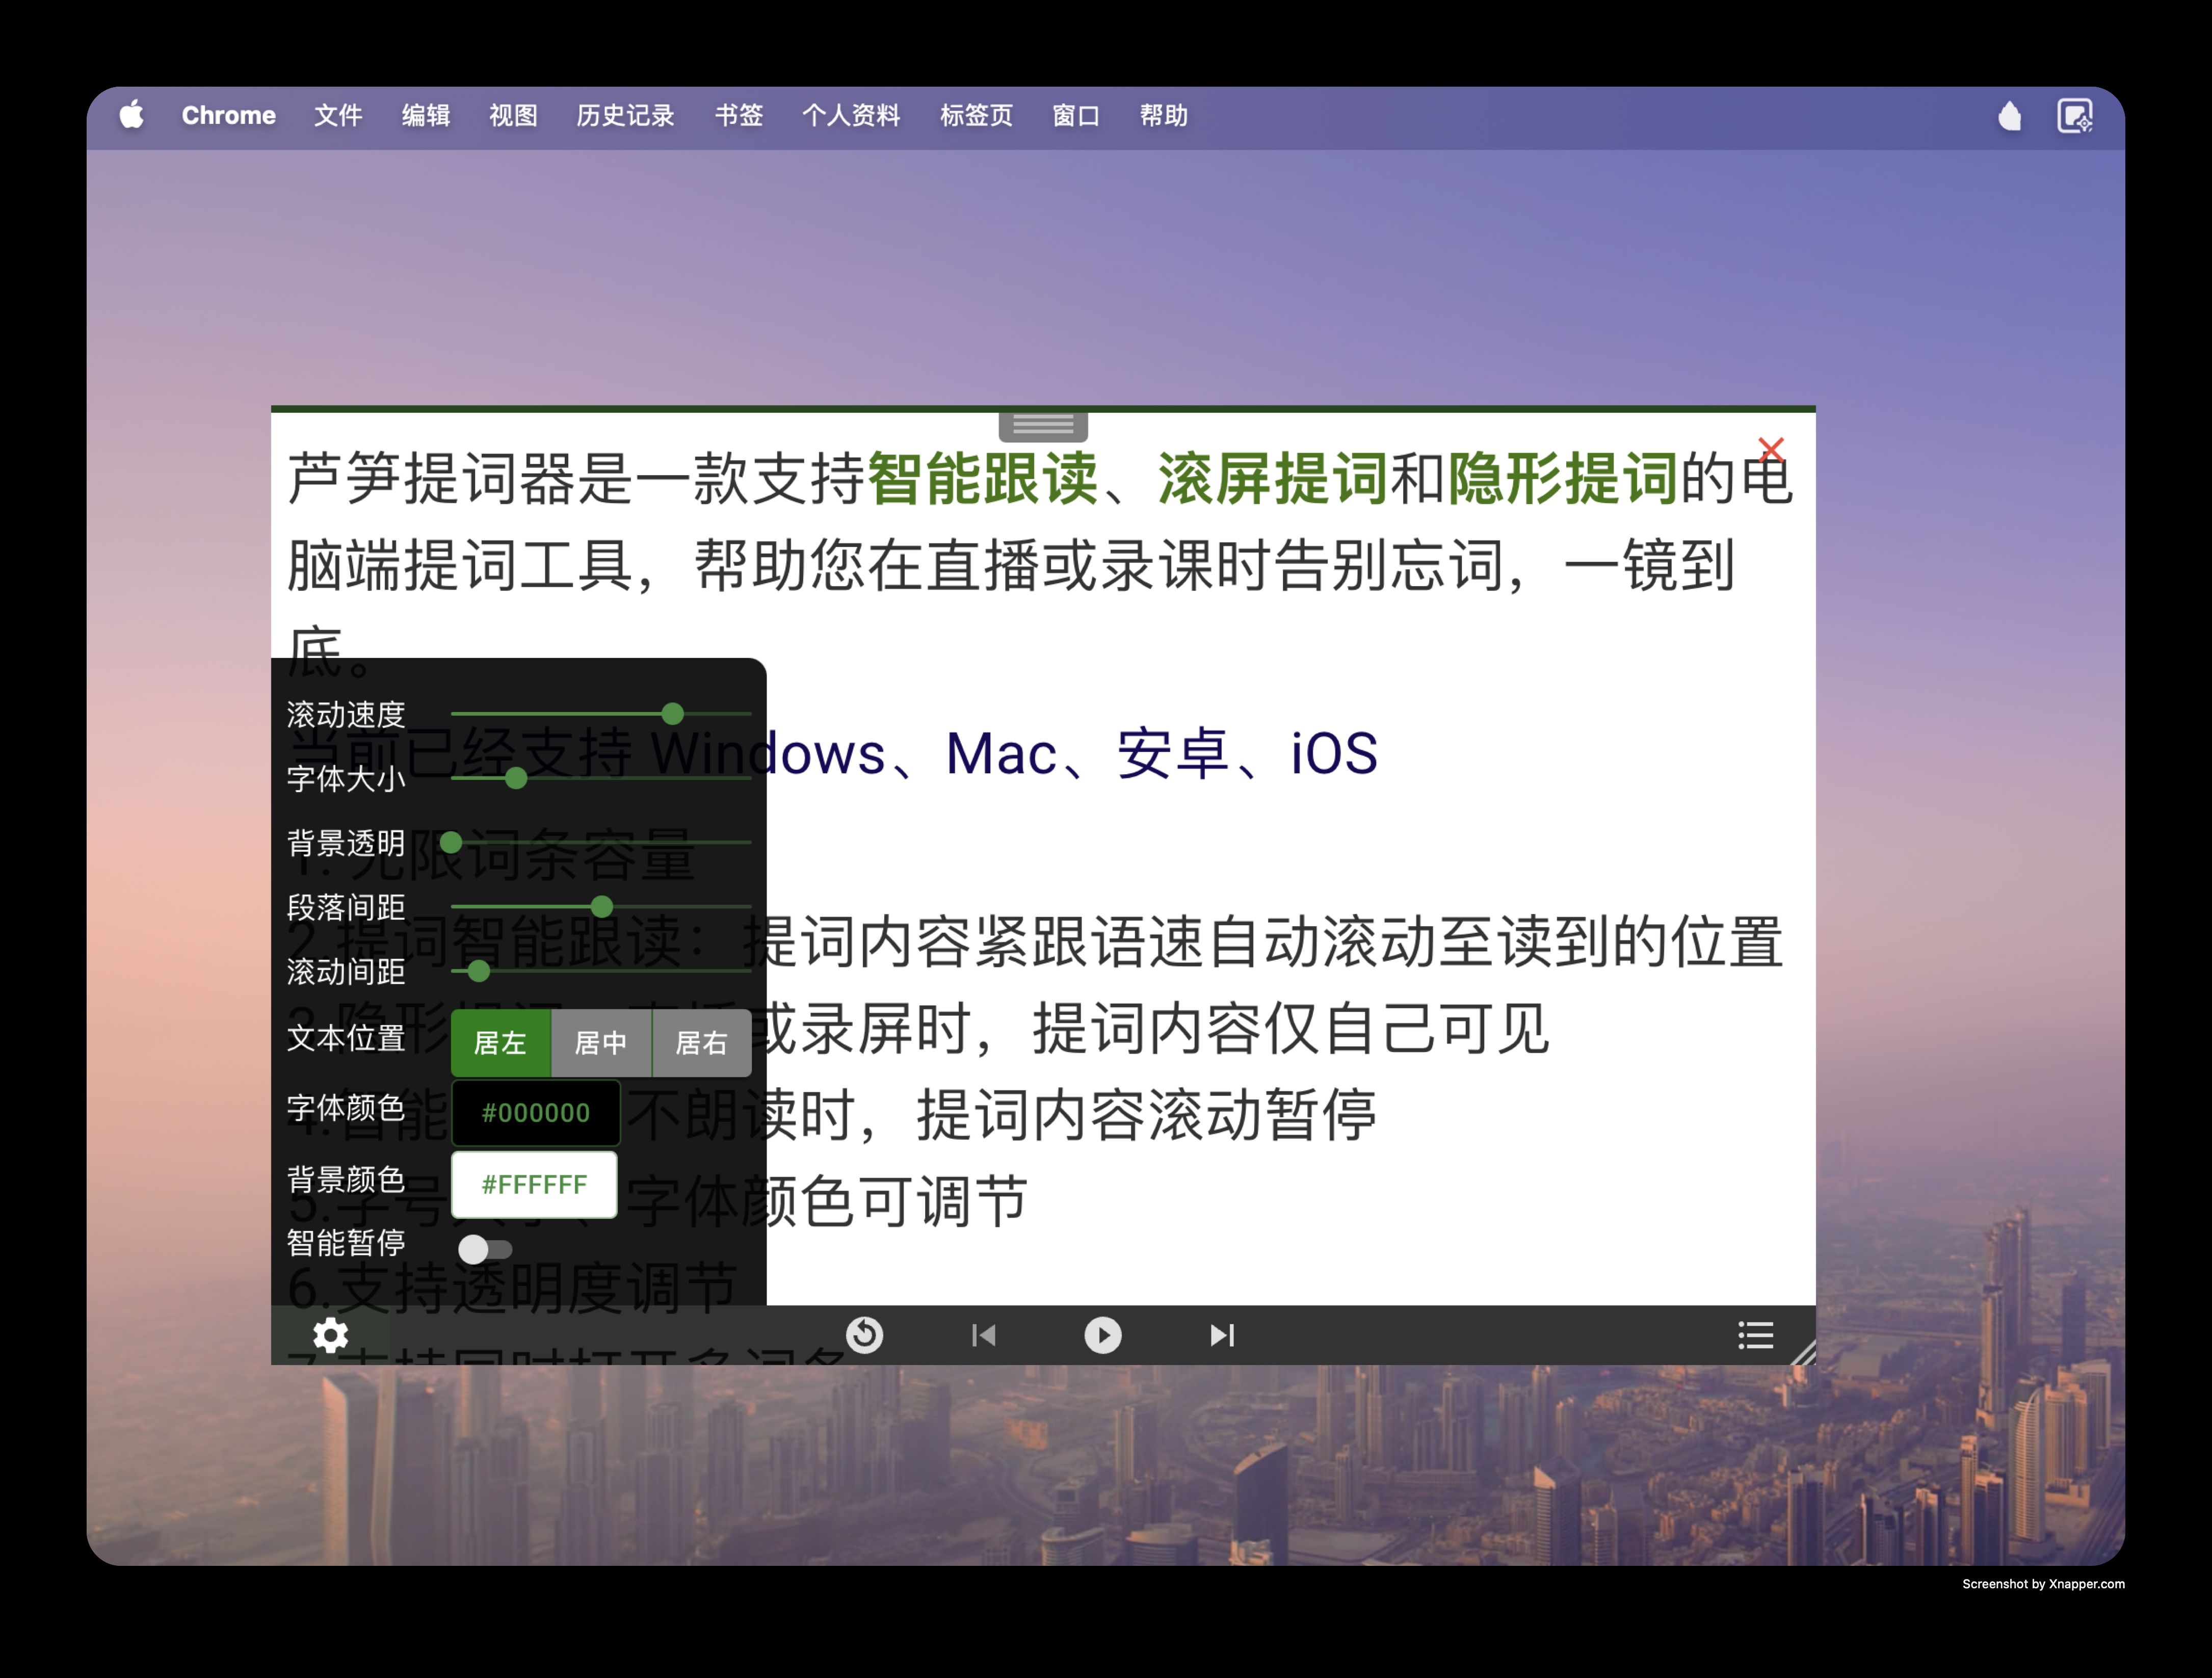 Chrome 文件 编辑 视图 历史记录 书签 个人资料 标签页 窗口 帮助
芦笋提词器是一款支持智能跟读、滚屏提词和隐形提词的电
脑端提词工具，帮助您在直播或录课时告别忘词，一镜到
底。
当前已经支持 Windows、Mac、安卓、iOS
1. 无限词条容量
2.提词智能跟读：提词内容紧跟语速自动滚动至读到的位置
3.隐形提词：直播或录屏时，提词内容仅自己可见
4.智能 不朗读时，提词内容滚动暂停
5.字号大小、字体颜色可调节
6.支持透明度调节
7.支持同时打开多词条
滚动速度
字体大小
背景透明
段落间距
滚动间距
文本位置 居左 居中 居右
字体颜色 #000000
背景颜色 #FFFFFF
智能暂停
Screenshot by Xnapper.com